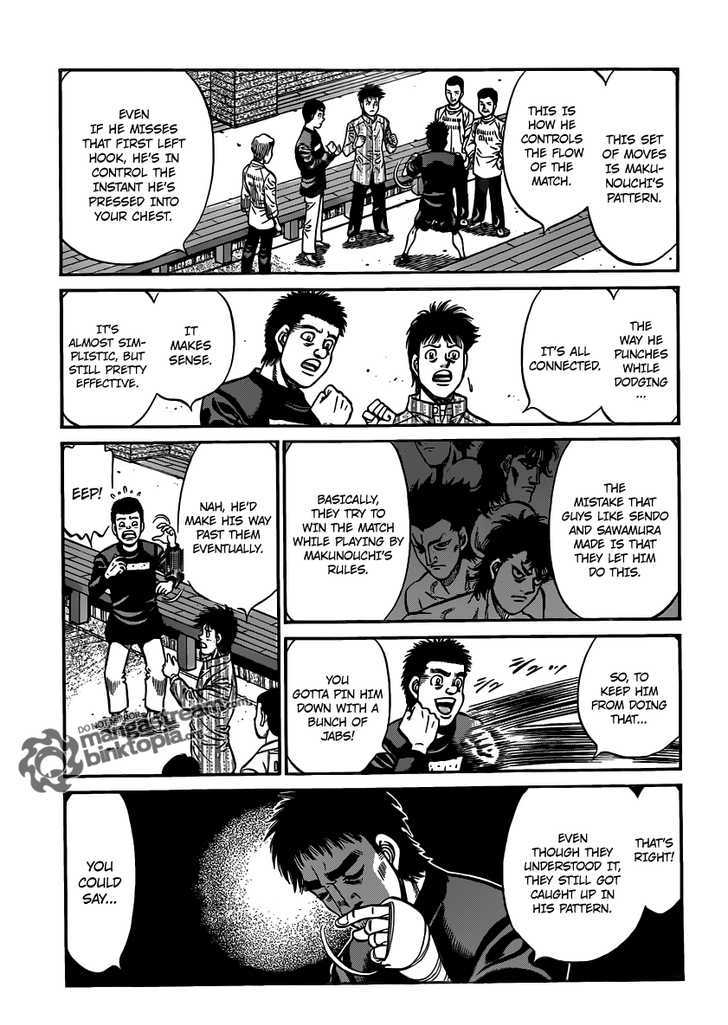 THIS SET
OF MOVES
IS MAKU-
NOUCHI'S
PATTERN.
THIS IS
HOW HE
CONTROLS
THE FLOW
OF THE
MATCH.
EVEN
IF HE MISSES
THAT FIRST LEFT
HOOK, HE'S IN
CONTROL THE
INSTANT HE'S
PRESSED INTO
YOUR CHEST.
THE
WAY HE
PUNCHES
WHILE
DODGING
...
IT'S ALL
CONNECTED.
IT
MAKES
SENSE.
IT'S
ALMOST SIM-
PLISTIC, BUT
STILL PRETTY
EFFECTIVE.
THE
MISTAKE THAT
GUYS LIKE SENDO
AND SAWAMURA
MADE IS THAT
THEY LET HIM
DO THIS.
BASICALLY,
THEY TRY TO
WIN THE MATCH
WHILE PLAYING BY
MAKUNOUCHI'S
RULES.
SO, TO
KEEP HIM
FROM DOING
THAT...
YOU
GOTTA PIN HIM
DOWN WITH A
BUNCH OF
JABS!
NAH, HE'D
MAKE HIS WAY
PAST THEM
EVENTUALLY.
EEP!
THAT'S
RIGHT!
EVEN
THOUGH THEY
UNDERSTOOD IT,
THEY STILL GOT
CAUGHT UP IN
HIS PATTERN.
YOU
COULD
SAY...
mangastream.com
binktopia